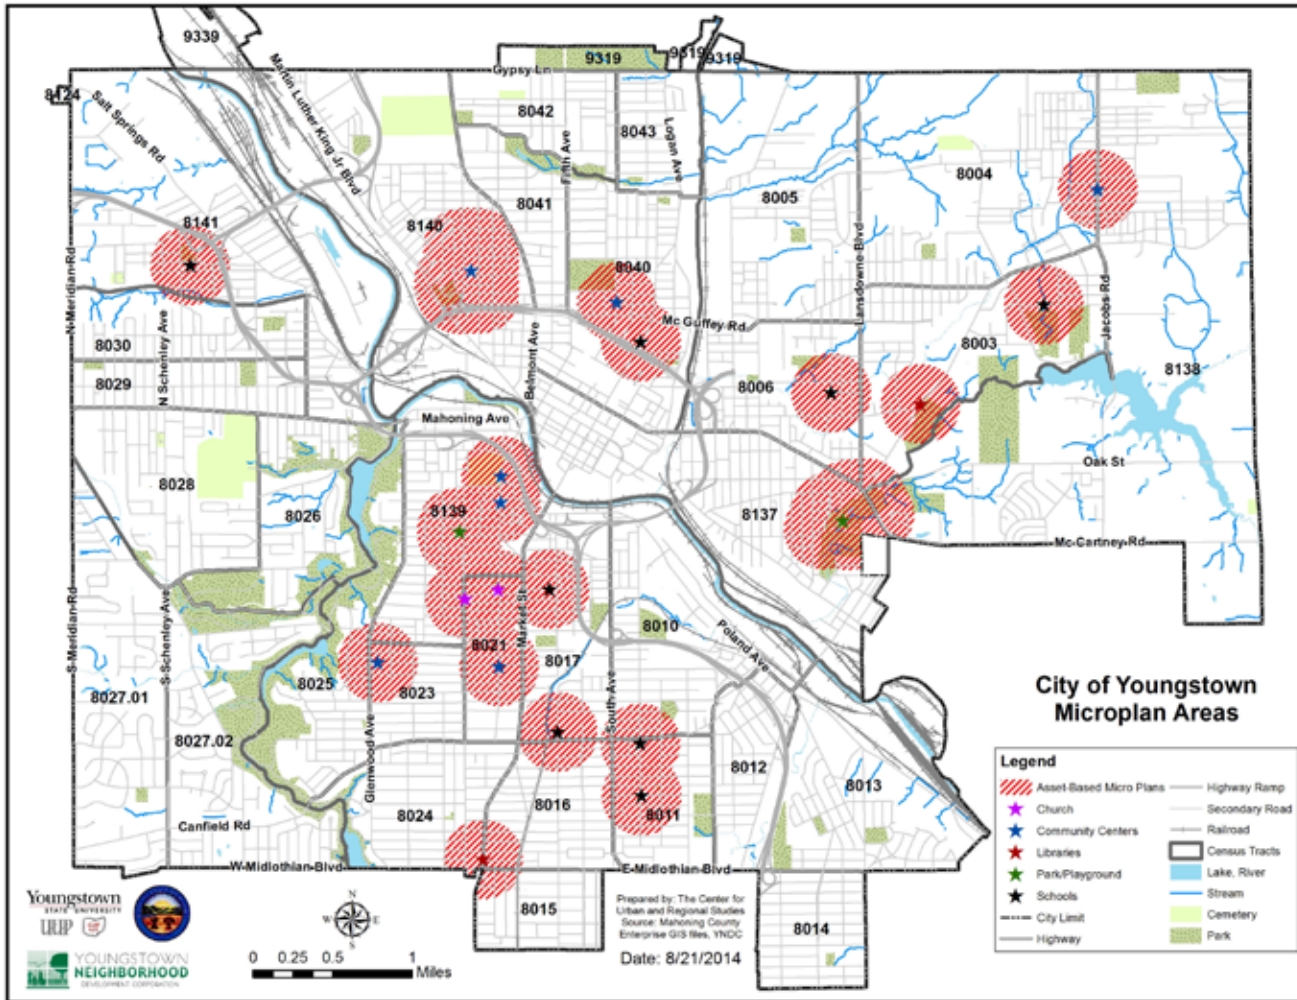 9339
9319
9319
9319
Gypsy Ln
8124
Salt Springs Rd
Martin Luther King Jr Blvd
8042
8043
Fifth Ave
Logan Ave
8004
8005
8041
8141
8140
8040
N Meridian Rd
Lansdowne Blvd
Jacobs Rd
Mc Guffey Rd
8030
N Schenley Ave
8003
8029
Belmont Ave
8006
8138
Mahoning Ave
Oak St
8028
8026
8139
8137
Mc Cartney Rd
S Meridian Rd
S Schenley Ave
Market St
8010
Poland Ave
8021
8017
8025
8023
8027.01
South Ave
8027.02
Glenwood Ave
8012
8013
8024
8016
8011
Canfield Rd
W Midlothian Blvd
E Midlothian Blvd
8015
8014
City of Youngstown
Microplan Areas
Legend
Asset-Based Micro Plans
Church
Community Centers
Libraries
Park/Playground
Schools
City Limit
Highway
Highway Ramp
Secondary Road
Railroad
Census Tracts
Lake, River
Stream
Cemetery
Park
Youngstown
STATE UNIVERSITY
YOUNGSTOWN
NEIGHBORHOOD
DEVELOPMENT CORPORATION
N
W E
S
0 0.25 0.5 1
Miles
Prepared by: The Center for
Urban and Regional Studies
Source: Mahoning County
Enterprise GIS files, YNDC
Date: 8/21/2014